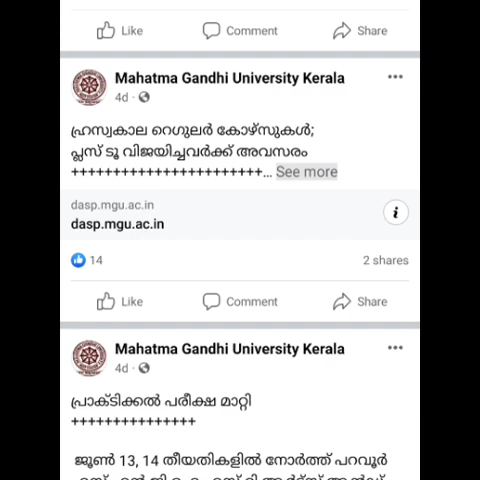 Like Comment Share
Mahatma Gandhi University Kerala
4d
ഹ്രസ്വകാല റെഗുലർ കോഴ്സുകൾ;
പ്ലസ് ടൂ വിജയിച്ചവർക്ക് അവസരം
+++++++++++++++++++++++... See more
dasp.mgu.ac.in
dasp.mgu.ac.in
14 2 shares
Like Comment Share
Mahatma Gandhi University Kerala
4d
പ്രാക്ടിക്കൽ പരീക്ഷ മാറ്റി
+++++++++++++++
ജൂൺ 13, 14 തീയതികളിൽ നോർത്ത് പറവൂർ